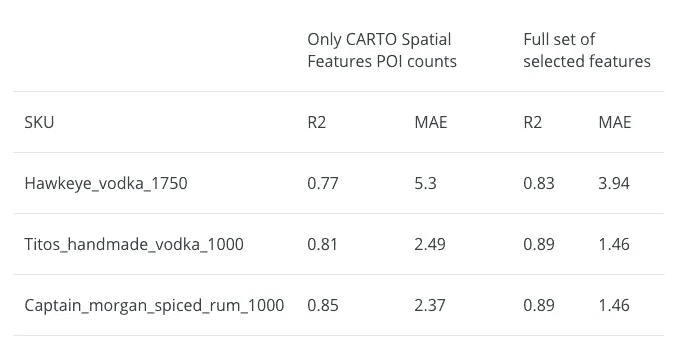 Only CARTO Spatial Full set of
Features POI counts selected features
SKU R2 MAE R2 MAE
Hawkeye_vodka_1750 0.77 5.3 0.83 3.94
Titos_handmade_vodka_1000 0.81 2.49 0.89 1.46
Captain_morgan_spiced_rum_1000 0.85 2.37 0.89 1.46